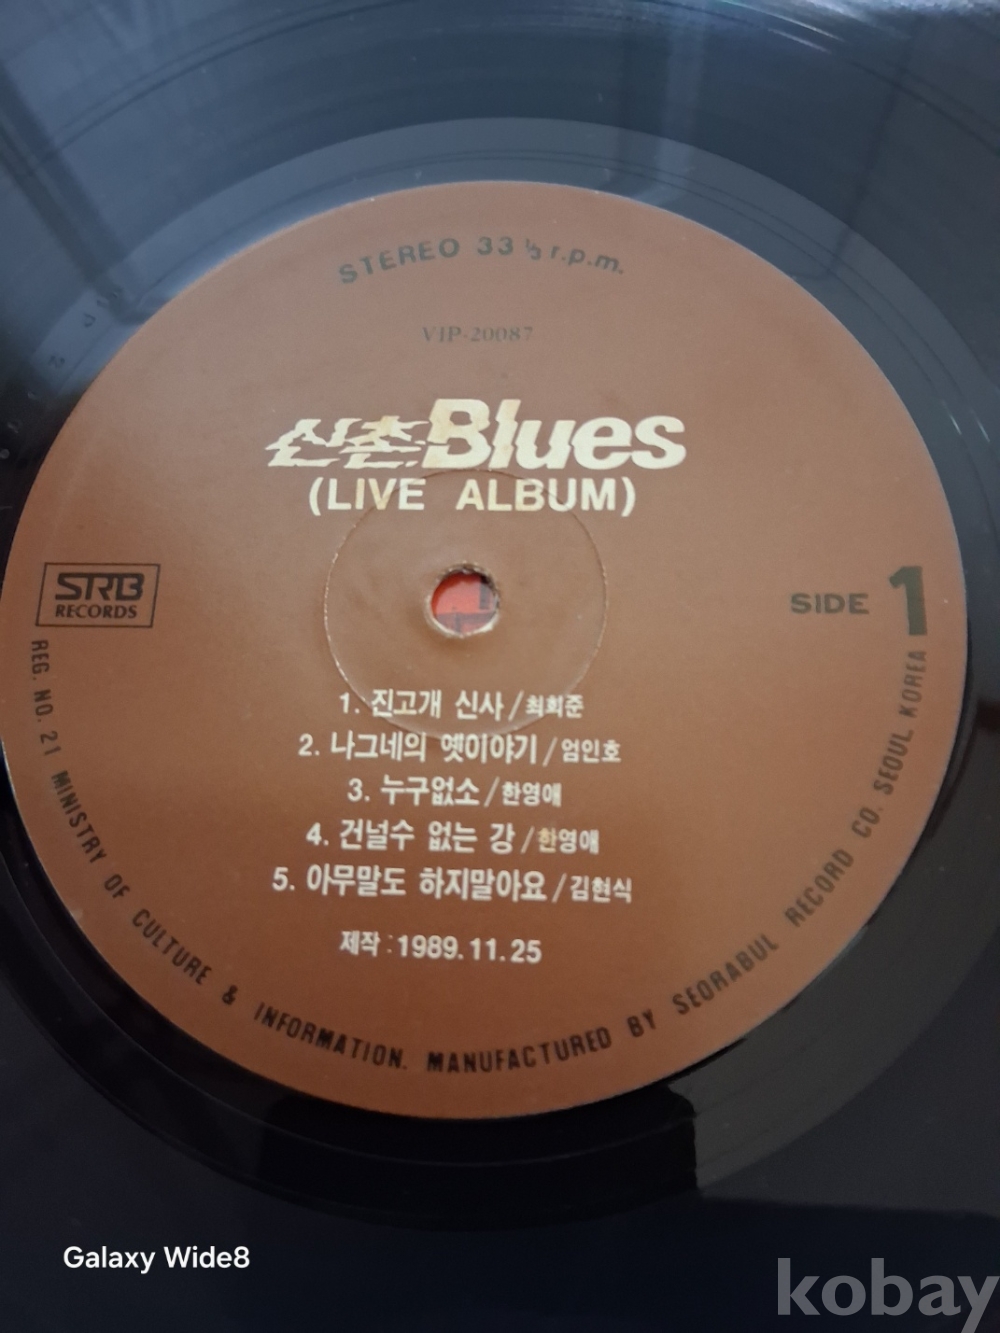 STEREO 33 ⅓ r.p.m.
VIP-20087
신촌Blues
(LIVE ALBUM)
SRB
RECORDS
SIDE 1
1. 진고개 신사/최희준
2. 나그네의 옛이야기/엄인호
3. 누구없소/한영애
4. 건널수 없는 강/한영애
5. 아무말도 하지말아요/김현식
제작:1989.11.25
REG. NO. 21 MINISTRY OF CULTURE & INFORMATION. MANUFACTURED BY SEORABUL RECORD CO. SEOUL KOREA
Galaxy Wide8
kobay